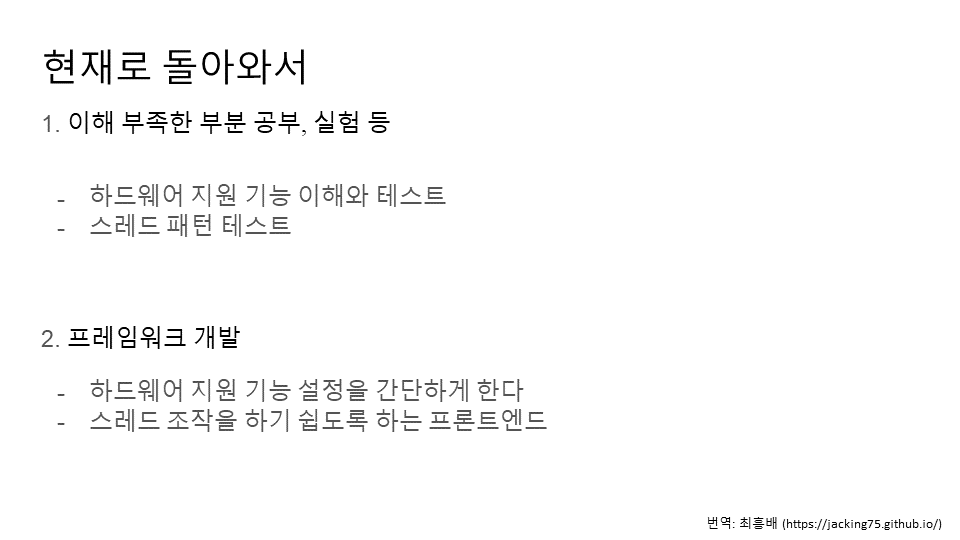 현재로 돌아와서
1. 이해 부족한 부분 공부, 실험 등
- 하드웨어 지원 기능 이해와 테스트
- 스레드 패턴 테스트
2. 프레임워크 개발
- 하드웨어 지원 기능 설정을 간단하게 한다
- 스레드 조작을 하기 쉽도록 하는 프론트엔드
번역: 최흥배 (https://jacking75.github.io/)